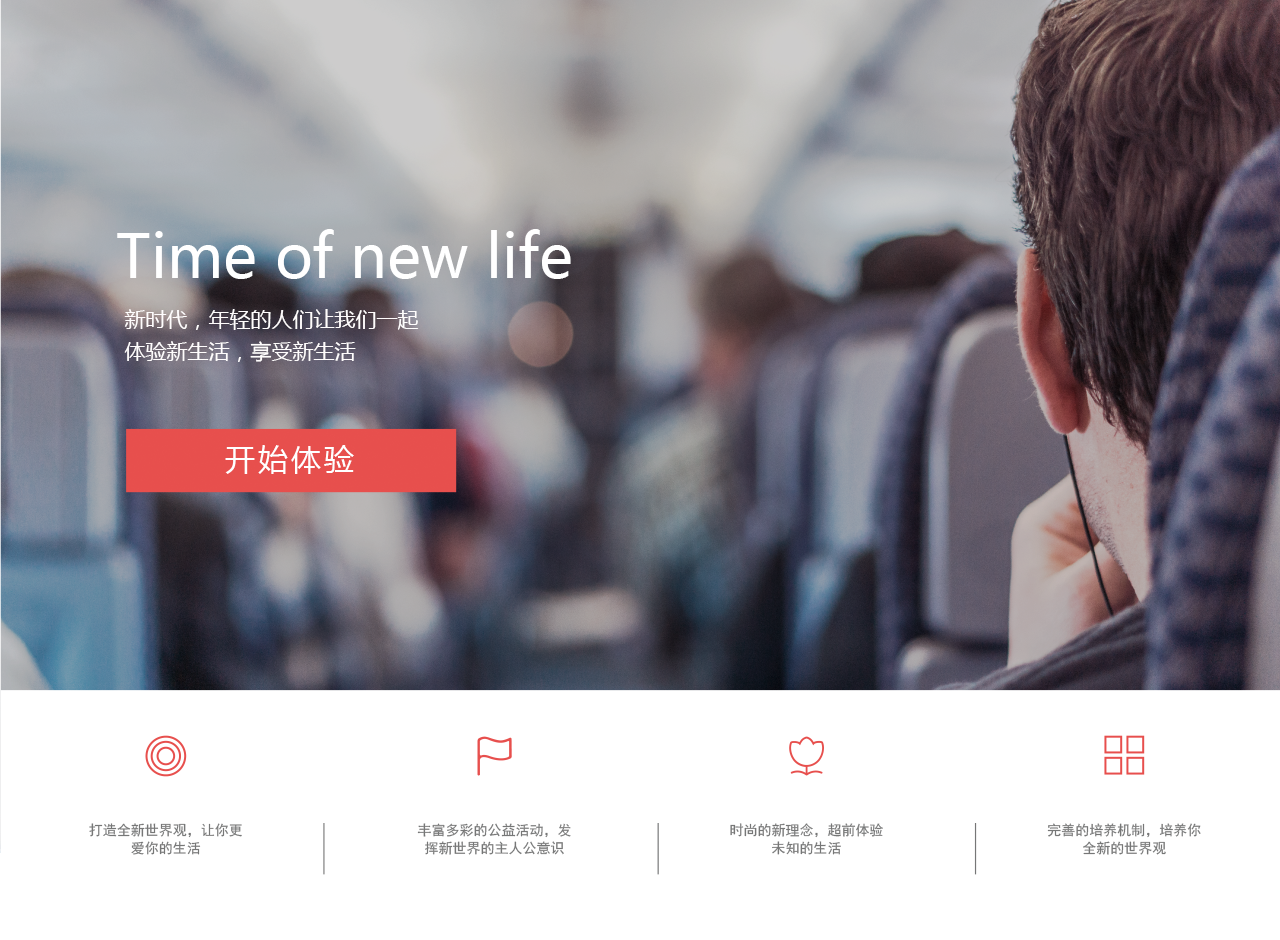 Time of new life
新时代，年轻的人们让我们一起
体验新生活，享受新生活
开始体验
打造全新世界观，让你更
爱你的生活
丰富多彩的公益活动，发
挥新世界的主人公意识
时尚的新理念，超前体验
未知的生活
完善的培养机制，培养你
全新的世界观